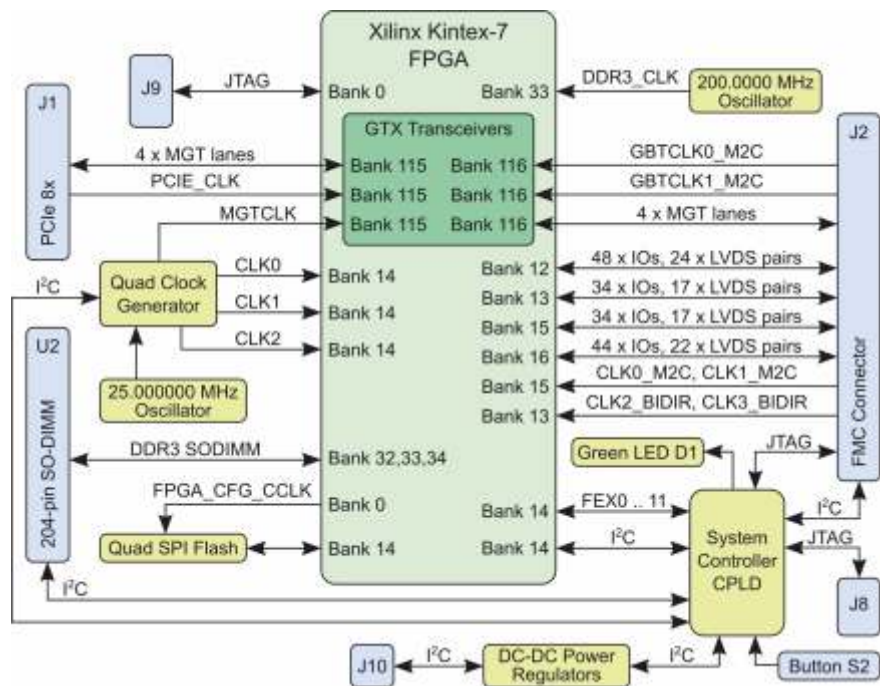 Xilinx Kintex-7
FPGA
J9
JTAG
Bank 0
Bank 33
DDR3_CLK
200.0000 MHz
Oscillator
J1
PCIe 8x
J2
FMC Connector
GTX Transceivers
4 x MGT lanes
Bank 115
Bank 116
GBTCLK0_M2C
PCIE_CLK
Bank 115
Bank 116
GBTCLK1_M2C
MGTCLK
Bank 115
Bank 116
4 x MGT lanes
I²C
Quad Clock
Generator
CLK0
Bank 14
CLK1
Bank 14
CLK2
Bank 14
Bank 12
48 x IOs, 24 x LVDS pairs
Bank 13
34 x IOs, 17 x LVDS pairs
Bank 15
34 x IOs, 17 x LVDS pairs
Bank 16
44 x IOs, 22 x LVDS pairs
Bank 15
CLK0_M2C, CLK1_M2C
Bank 13
CLK2_BIDIR, CLK3_BIDIR
25.000000 MHz
Oscillator
U2
204-pin SO-DIMM
DDR3 SODIMM
Bank 32,33,34
FPGA_CFG_CCLK
Bank 0
Quad SPI Flash
Bank 14
Green LED D1
JTAG
Bank 14
FEX0 .. 11
Bank 14
I²C
System
Controller
CPLD
I²C
JTAG
J8
I²C
J10
I²C
DC-DC Power
Regulators
I²C
Button S2